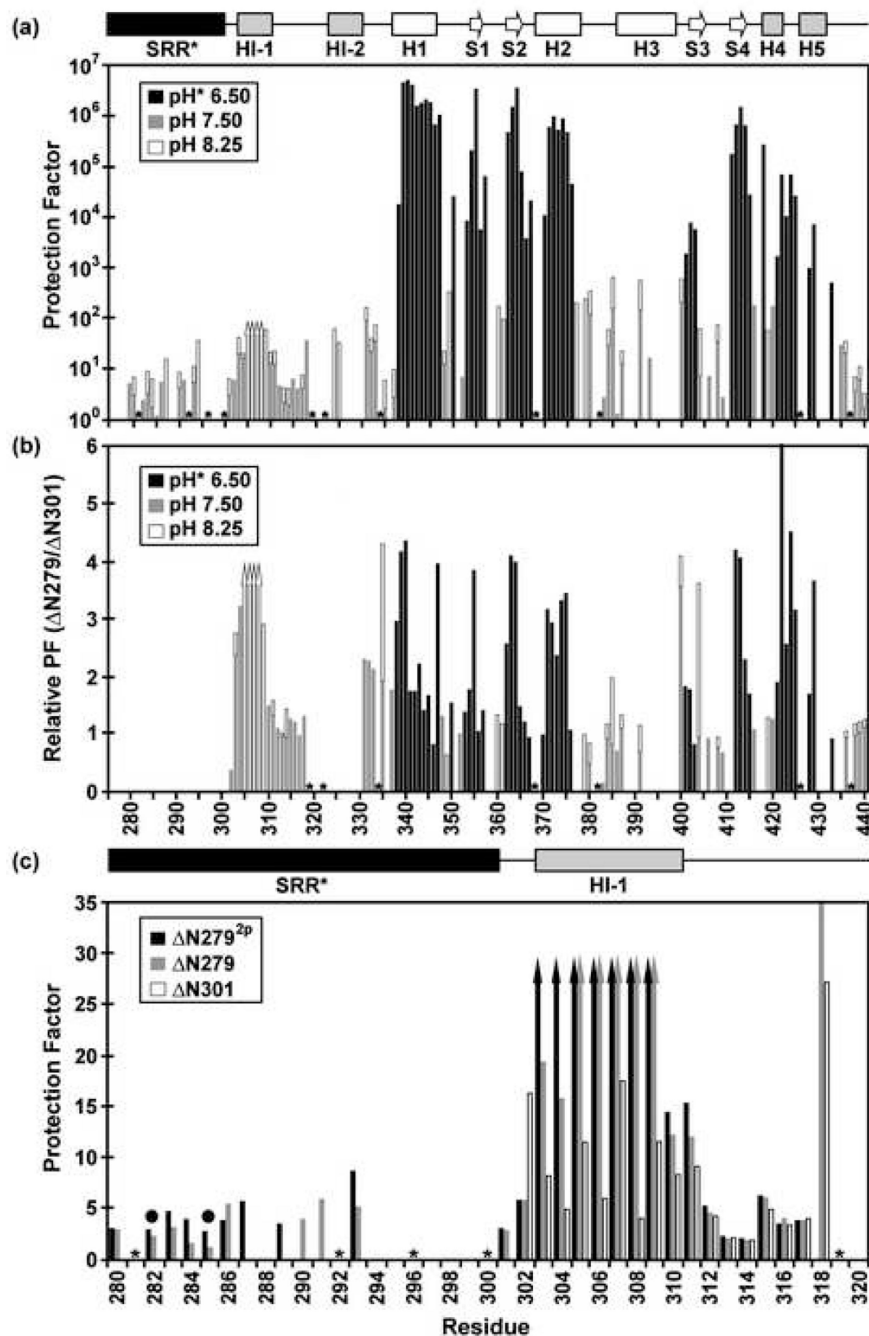 (a)
SRR* HI-1 HI-2 H1 S1 S2 H2 H3 S3 S4 H4 H5
10⁷
10⁶
10⁵
10⁴
10³
10²
10¹
10⁰
Protection Factor
pH* 6.50
pH 7.50
pH 8.25
* * * * * * * * * * *
(b)
6
5
4
3
2
1
0
Relative PF (ΔN279/ΔN301)
pH* 6.50
pH 7.50
pH 8.25
* * * * * * *
280 290 300 310 320 330 340 350 360 370 380 390 400 410 420 430 440
(c)
SRR* HI-1
35
30
25
20
15
10
5
0
Protection Factor
ΔN279²ᵖ
ΔN279
ΔN301
* * * * *
280 282 284 286 288 290 292 294 296 298 300 302 304 306 308 310 312 314 316 318 320
Residue